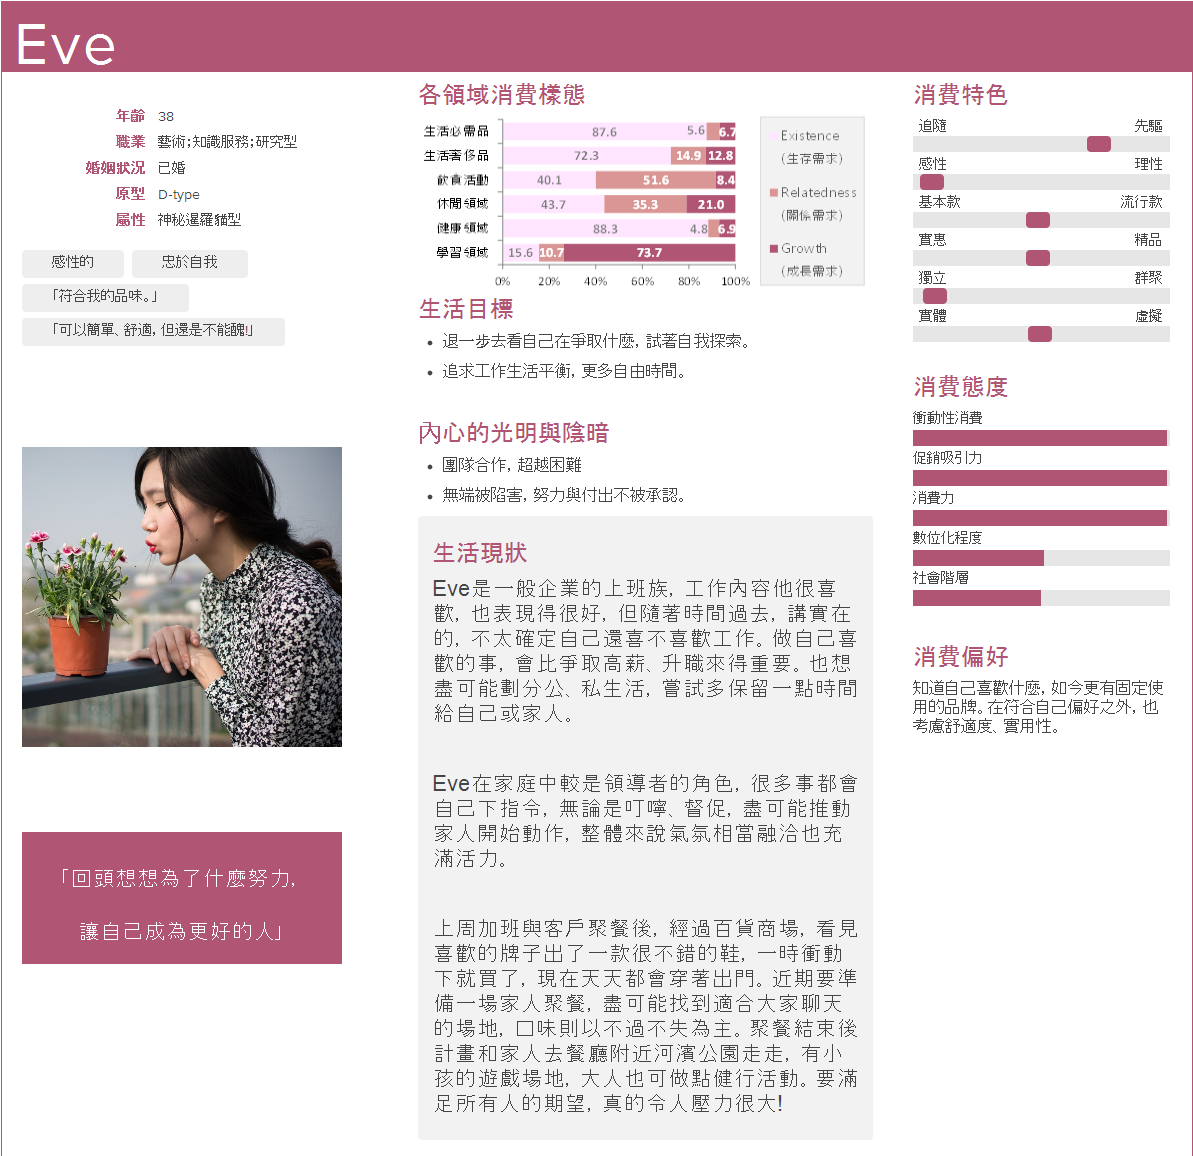 Eve
年齡 38
職業 藝術;知識服務;研究型
婚姻狀況 已婚
原型 D-type
屬性 神秘暹羅貓型
感性的 忠於自我
「符合我的品味。」
「可以簡單、舒適，但還是不能醜!」
「回頭想想為了什麼努力，
讓自己成為更好的人」
各領域消費樣態
生活必需品 87.6 5.6 6.7
生活奢侈品 72.3 14.9 12.8
飲食活動 40.1 51.6 8.4
休閒領域 43.7 35.3 21.0
健康領域 88.3 4.8 6.9
學習領域 15.6 10.7 73.7
0% 20% 40% 60% 80% 100%
Existence
(生存需求)
Relatedness
(關係需求)
Growth
(成長需求)
生活目標
• 退一步去看自己在爭取什麼，試著自我探索。
• 追求工作生活平衡，更多自由時間。
內心的光明與陰暗
• 團隊合作，超越困難
• 無端被陷害，努力與付出不被承認。
生活現狀
Eve是一般企業的上班族，工作內容他很喜
歡，也表現得很好，但隨著時間過去，講實在
的，不太確定自己還喜不喜歡工作。做自己喜
歡的事，會比爭取高薪、升職來得重要。也想
盡可能劃分公、私生活，嘗試多保留一點時間
給自己或家人。
Eve在家庭中較是領導者的角色，很多事都會
自己下指令，無論是叮嚀、督促，盡可能推動
家人開始動作，整體來說氣氛相當融洽也充
滿活力。
上周加班與客戶聚餐後，經過百貨商場，看見
喜歡的牌子出了一款很不錯的鞋，一時衝動
下就買了，現在天天都會穿著出門。近期要準
備一場家人聚餐，盡可能找到適合大家聊天
的場地，口味則以不過不失為主。聚餐結束後
計畫和家人去餐廳附近河濱公園走走，有小
孩的遊戲場地，大人也可做點健行活動。要滿
足所有人的期望，真的令人壓力很大!
消費特色
追隨 先驅
感性 理性
基本款 流行款
實惠 精品
獨立 群聚
實體 虛擬
消費態度
衝動性消費
促銷吸引力
消費力
數位化程度
社會階層
消費偏好
知道自己喜歡什麼，如今更有固定使
用的品牌。在符合自己偏好之外，也
考慮舒適度、實用性。